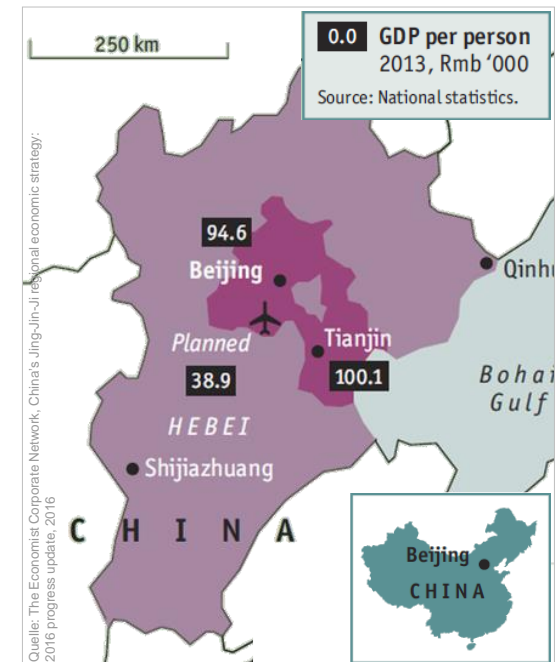 250 km
0.0 GDP per person
2013, Rmb ‘000
Source: National statistics.
94.6
Beijing
Qinhu
Planned
Tianjin
38.9
100.1
Bohai
Gulf
HEBEI
Shijiazhuang
CHINA
Beijing
CHINA
Quelle: The Economist Corporate Network, China's Jing-Jin-Ji regional economic strategy:
2016 progress update, 2016